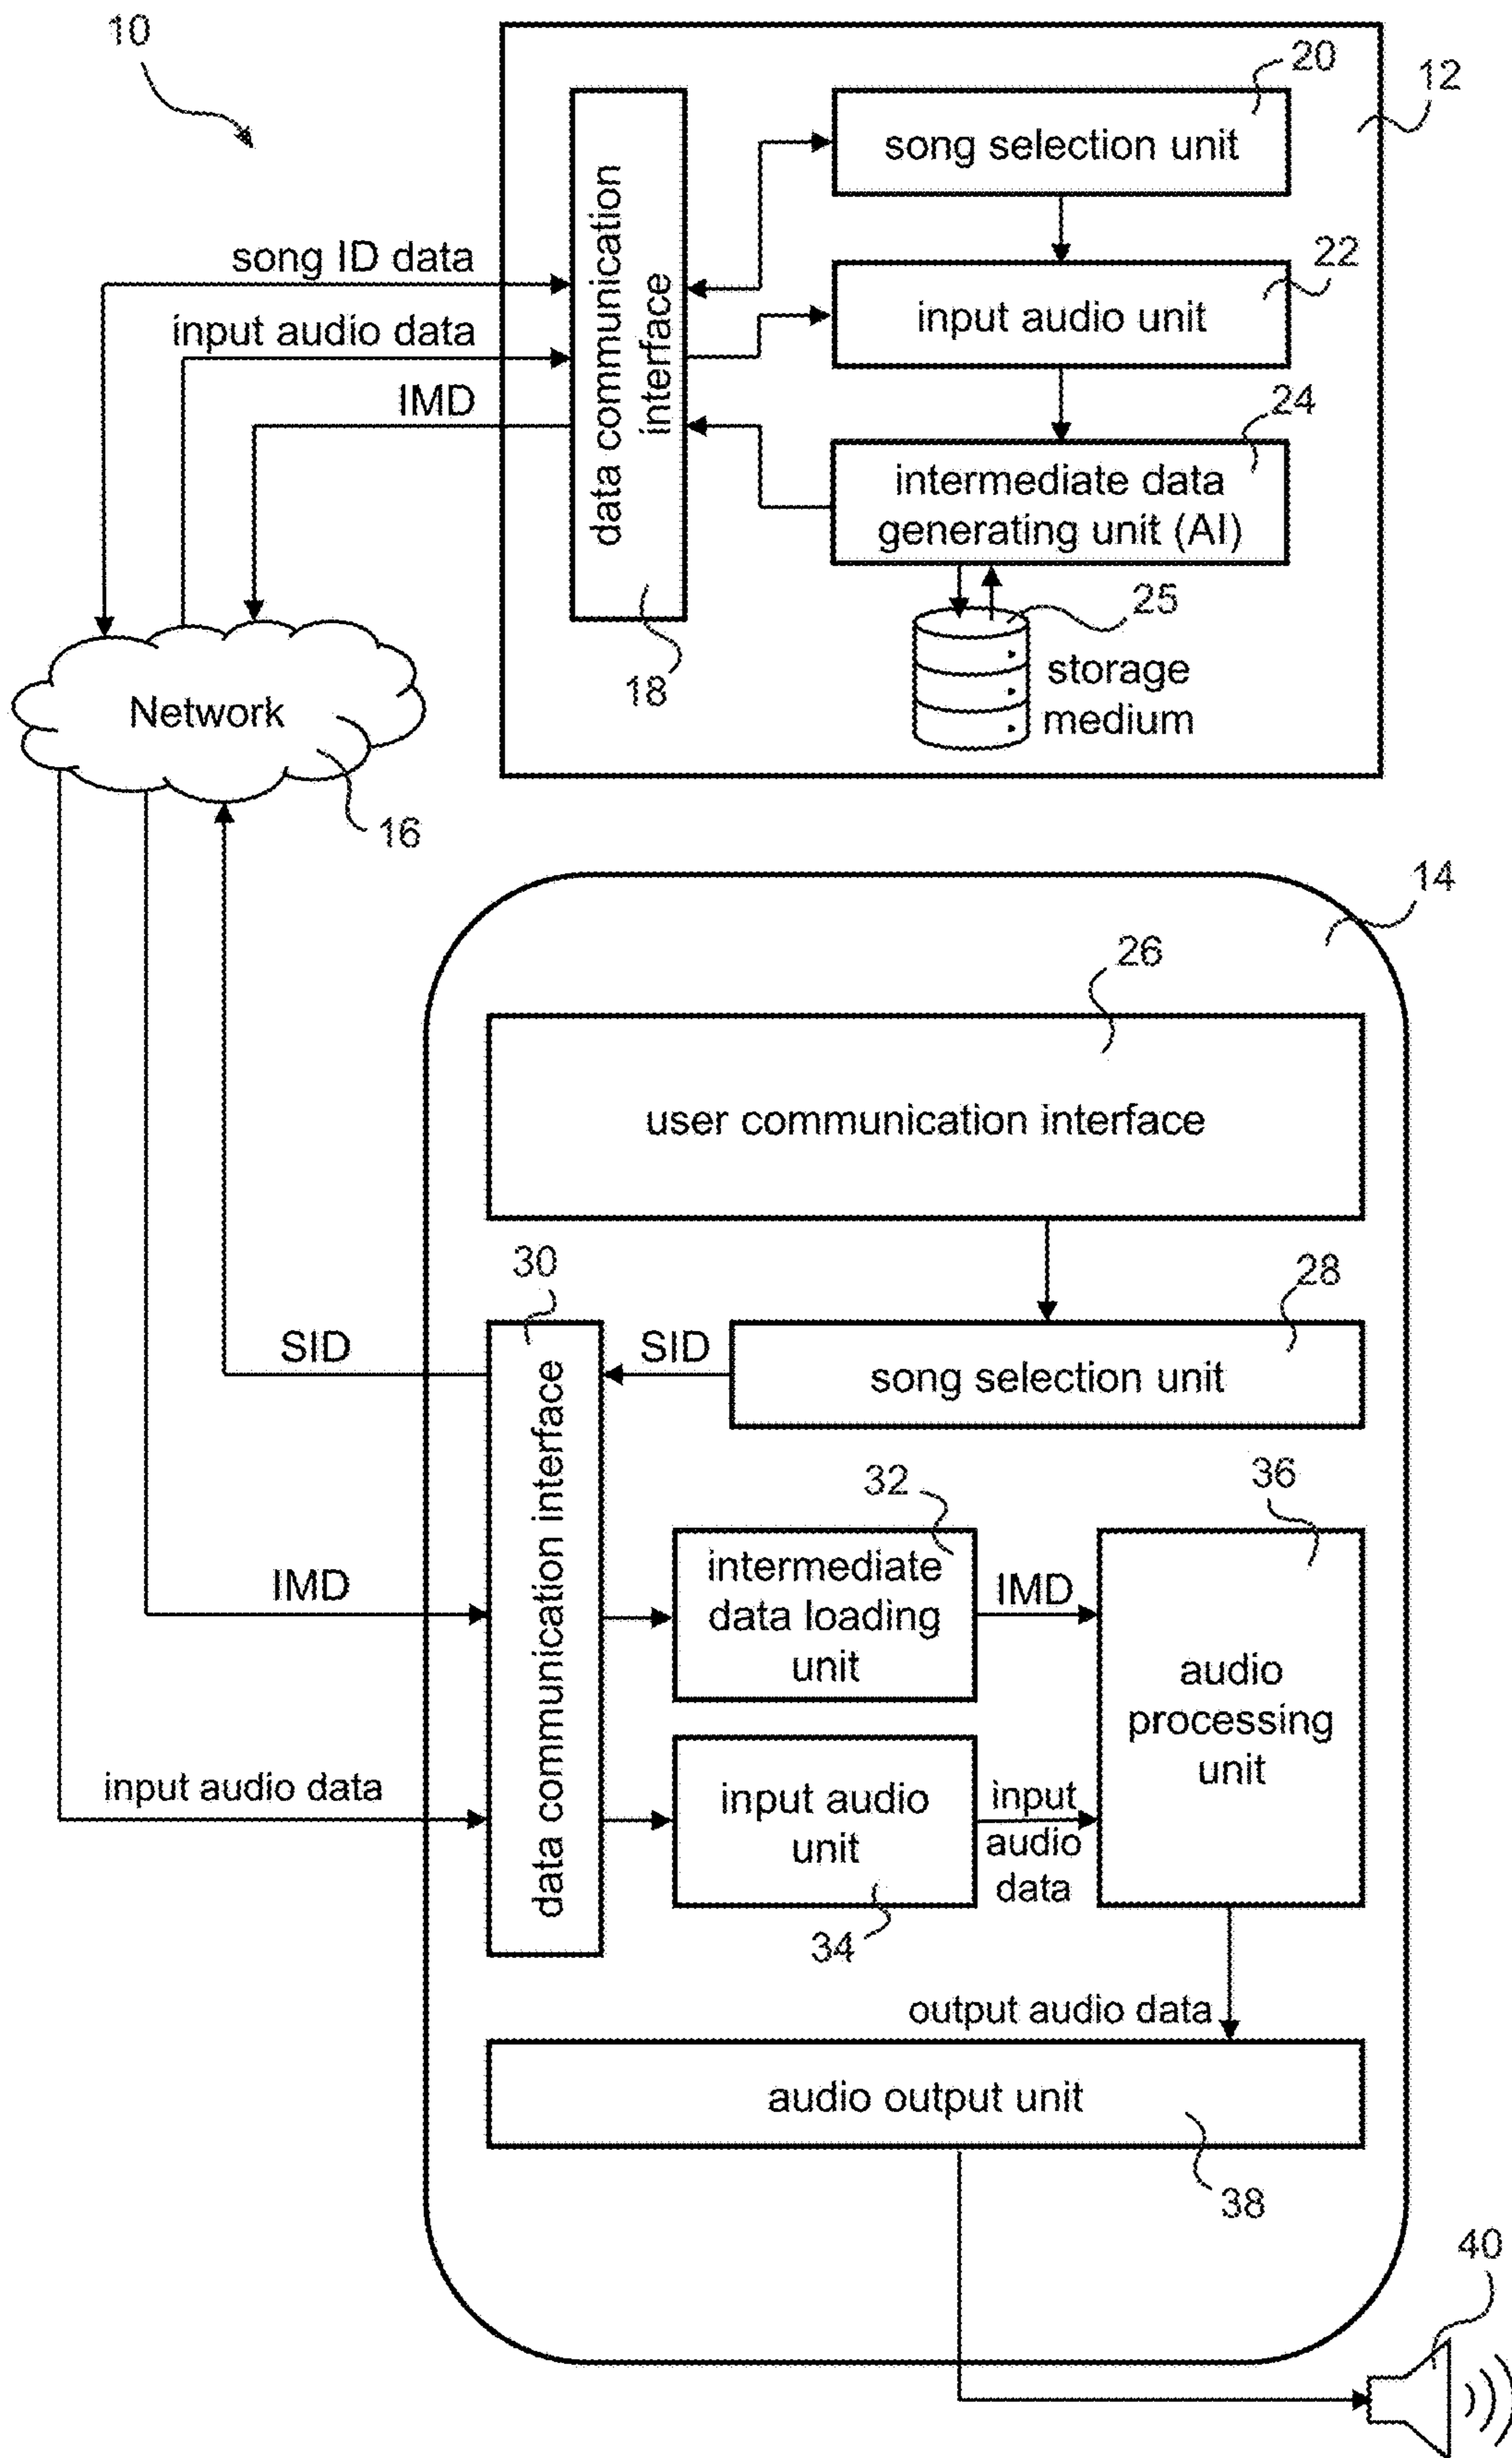 10
20
12
song selection unit
data communication
interface
song ID data
22
input audio unit
input audio data
IMD
24
intermediate data
generating unit (AI)
25
storage
medium
18
Network
16
14
26
user communication interface
30
28
SID
SID
song selection unit
data communication interface
32
36
intermediate
data loading
unit
IMD
IMD
audio
processing
unit
input audio data
input audio
unit
input
audio
data
34
output audio data
audio output unit
38
40